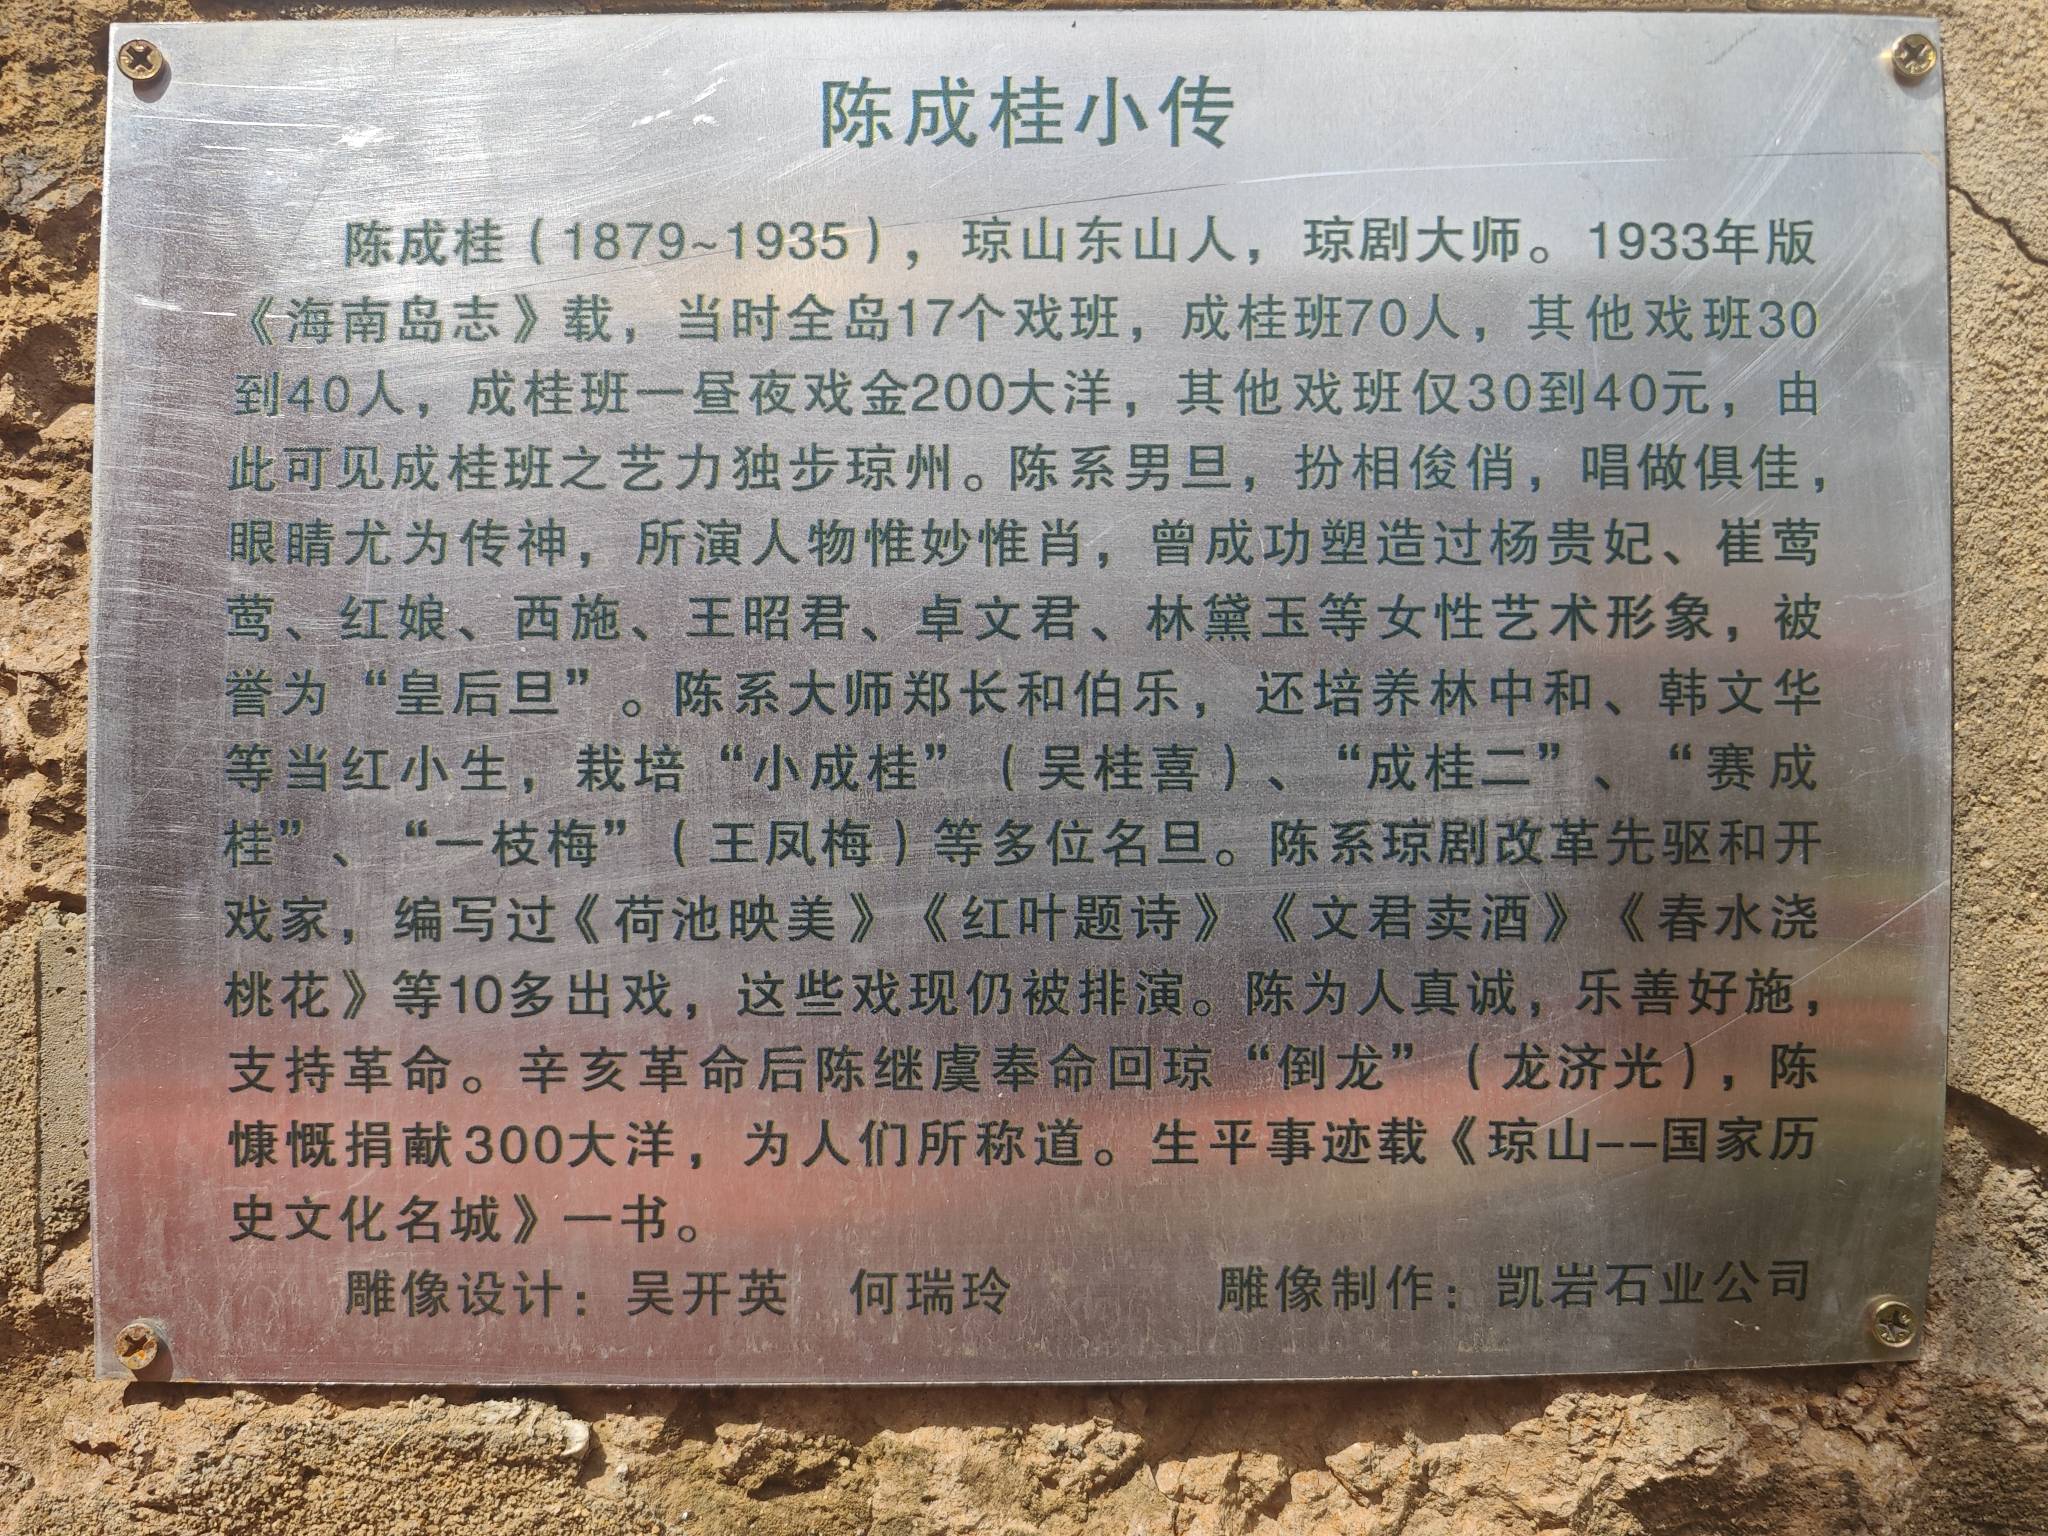 陈成桂小传
陈成桂（1879~1935），琼山东山人，琼剧大师。1933年版
《海南岛志》载，当时全岛17个戏班，成桂班70人，其他戏班30
到40人，成桂班一昼夜戏金200大洋，其他戏班仅30到40元，由
此可见成桂班之艺力独步琼州。陈系男旦，扮相俊俏，唱做俱佳，
眼睛尤为传神，所演人物惟妙惟肖，曾成功塑造过杨贵妃、崔莺
莺、红娘、西施、王昭君、卓文君、林黛玉等女性艺术形象，被
誉为“皇后旦”。陈系大师郑长和伯乐，还培养林中和、韩文华
等当红小生，栽培“小成桂”（吴桂喜）、“成桂二”、“赛成
桂”、“一枝梅”（王凤梅）等多位名旦。陈系琼剧改革先驱和开
戏家，编写过《荷池映美》《红叶题诗》《文君卖酒》《春水浇
桃花》等10多出戏，这些戏现仍被排演。陈为人真诚，乐善好施，
支持革命。辛亥革命后陈继虞奉命回琼“倒龙”（龙济光），陈
慷慨捐献300大洋，为人们所称道。生平事迹载《琼山--国家历
史文化名城》一书。
雕像设计：吴开英　何瑞玲　　雕像制作：凯岩石业公司